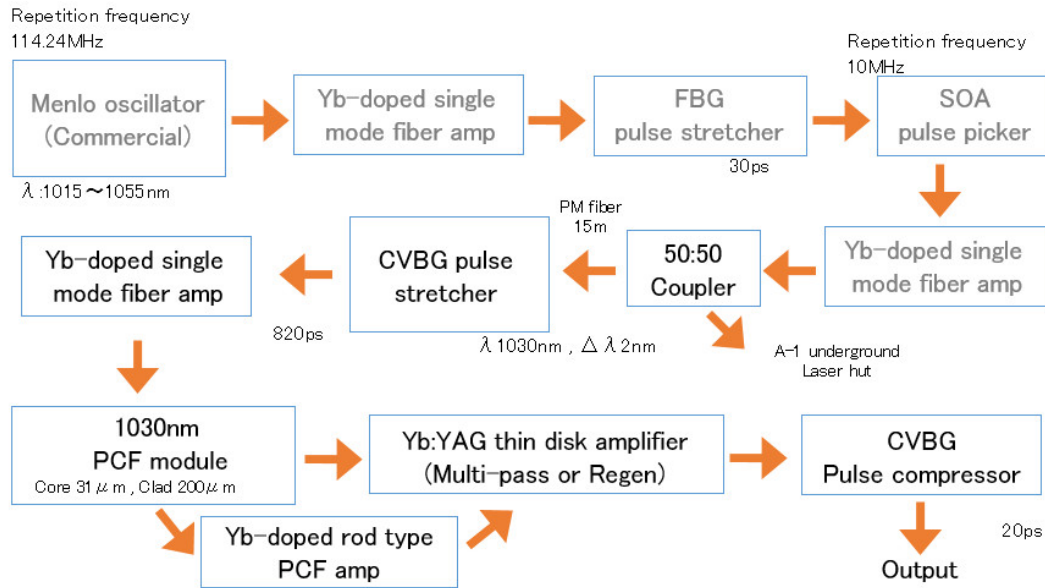 Repetition frequency
114.24MHz
Menlo oscillator
(Commercial)
λ:1015～1055nm
Yb-doped single
mode fiber amp
FBG
pulse stretcher
30ps
Repetition frequency
10MHz
SOA
pulse picker
Yb-doped single
mode fiber amp
50:50
Coupler
A-1 underground
Laser hut
PM fiber
15m
CVBG pulse
stretcher
λ1030nm , Δλ2nm
820ps
Yb-doped single
mode fiber amp
1030nm
PCF module
Core 31μm , Clad 200μm
Yb-doped rod type
PCF amp
Yb:YAG thin disk amplifier
(Multi-pass or Regen)
CVBG
Pulse compressor
20ps
Output